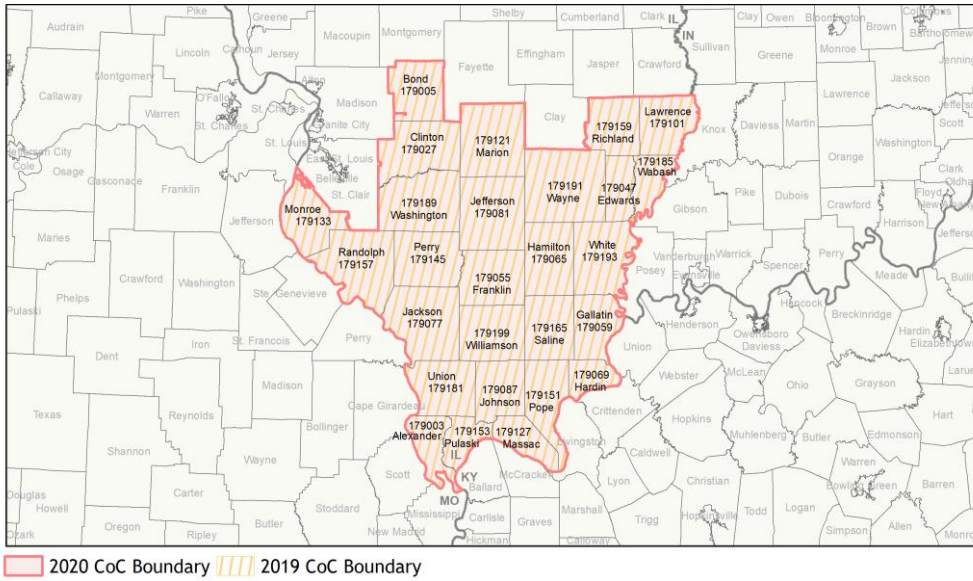 Pike
Greene
Shelby
Cumberland
Clark
IL
IN
Clay
Owen
Audrain
Macoupin
Montgomery
Effingham
Jasper
Crawford
Sullivan
Greene
Monroe
Brown
Lincoln
Jersey
Fayette
Montgomery
Alton
Bond
179005
Lawrence
179101
Jackson
Callaway
Warren
O'Fallon
St. Charles
St. Charles
Madison
Granite City
Clay
179159
Richland
Knox
Daviess
Martin
Lawrence
Clinton
179027
179121
Marion
St. Louis
East St. Louis
Belleville
St. Clair
179185
Wabash
Orange
Washington
Scott
Jefferson City
Cole
Osage
Gasconade
Franklin
Jefferson
Monroe
179133
179189
Washington
Jefferson
179081
179191
Wayne
179047
Edwards
Gibson
Pike
Dubois
Crawford
Harrison
Clark
Floyd
New Albany
Maries
Randolph
179157
Perry
179145
Hamilton
179065
White
179193
Posey
Vanderburgh
Evansville
Warrick
Spencer
Perry
Meade
Phelps
Crawford
Washington
Ste. Genevieve
179055
Franklin
Gallatin
179059
Henderson
Hancock
Owensboro
Daviess
Breckinridge
Hardin
Elizabethtown
Pulaski
Dent
Iron
St. Francois
Perry
Jackson
179077
179199
Williamson
179165
Saline
Union
Webster
McLean
Ohio
Grayson
Larue
Texas
Reynolds
Madison
Cape Girardeau
Bollinger
Union
179181
179087
Johnson
179151
Pope
179069
Hardin
Crittenden
Hopkins
Muhlenberg
Butler
Edmonson
Hart
Shannon
Wayne
179003
Alexander
179153
Pulaski
179127
Massac
Livingston
Caldwell
Warren
Bowling Green
Barren
IL
KY
MO
Scott
Ballard
McCracken
Lyon
Christian
Douglas
Howell
Carter
Stoddard
Mississippi
Carlisle
Graves
Marshall
Trigg
Hopkinsville
Todd
Logan
Ozark
Oregon
Ripley
Butler
New Madrid
Hickman
Calloway
Simpson
Allen
Monroe
2020 CoC Boundary
2019 CoC Boundary